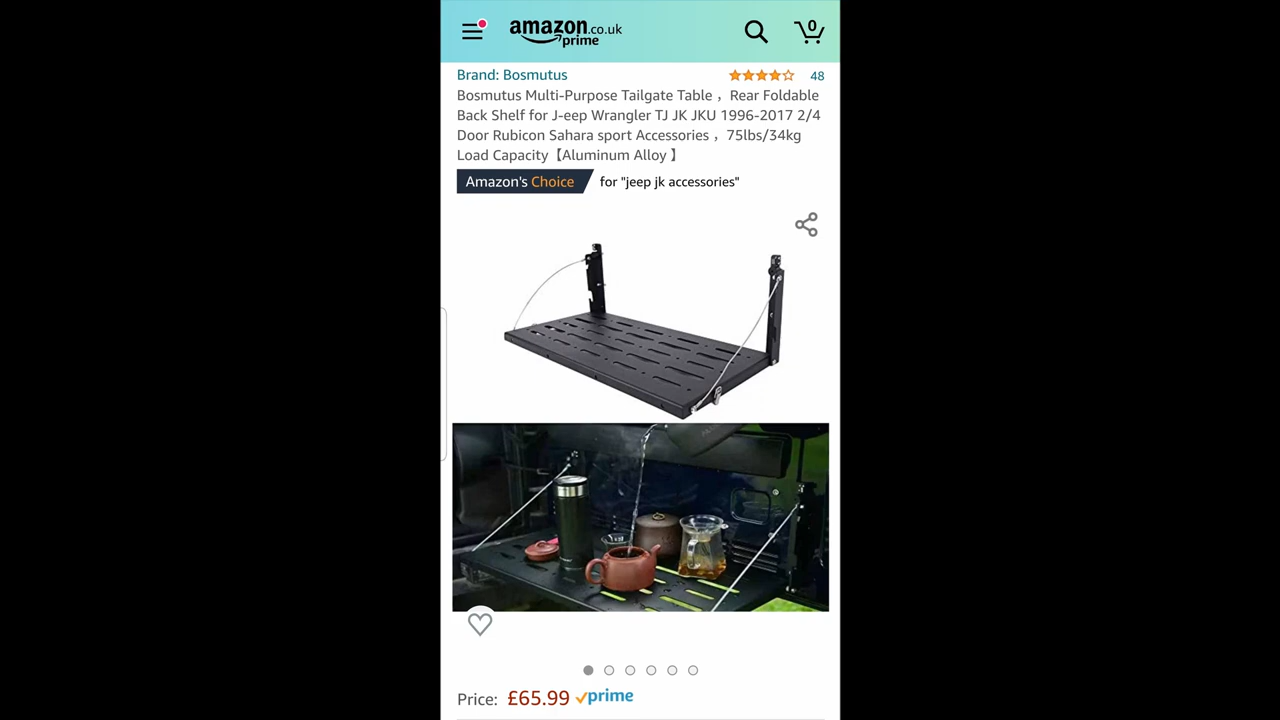 amazon.co.uk
prime
0
Brand: Bosmutus
48
Bosmutus Multi-Purpose Tailgate Table ，Rear Foldable
Back Shelf for J-eep Wrangler TJ JK JKU 1996-2017 2/4
Door Rubicon Sahara sport Accessories ，75lbs/34kg
Load Capacity【Aluminum Alloy 】
Amazon's Choice for "jeep jk accessories"
Price: £65.99 prime